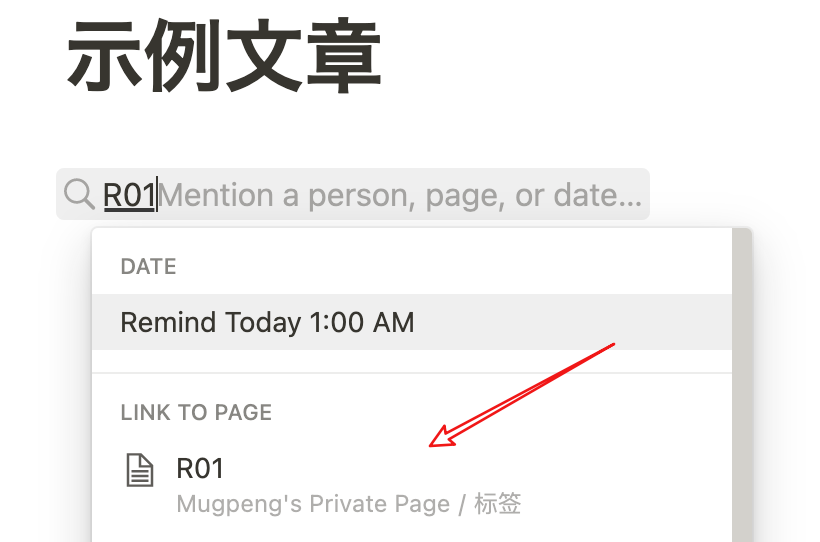 示例文章
R01Mention a person, page, or date...
DATE
Remind Today 1:00 AM
LINK TO PAGE
R01
Mugpeng's Private Page / 标签